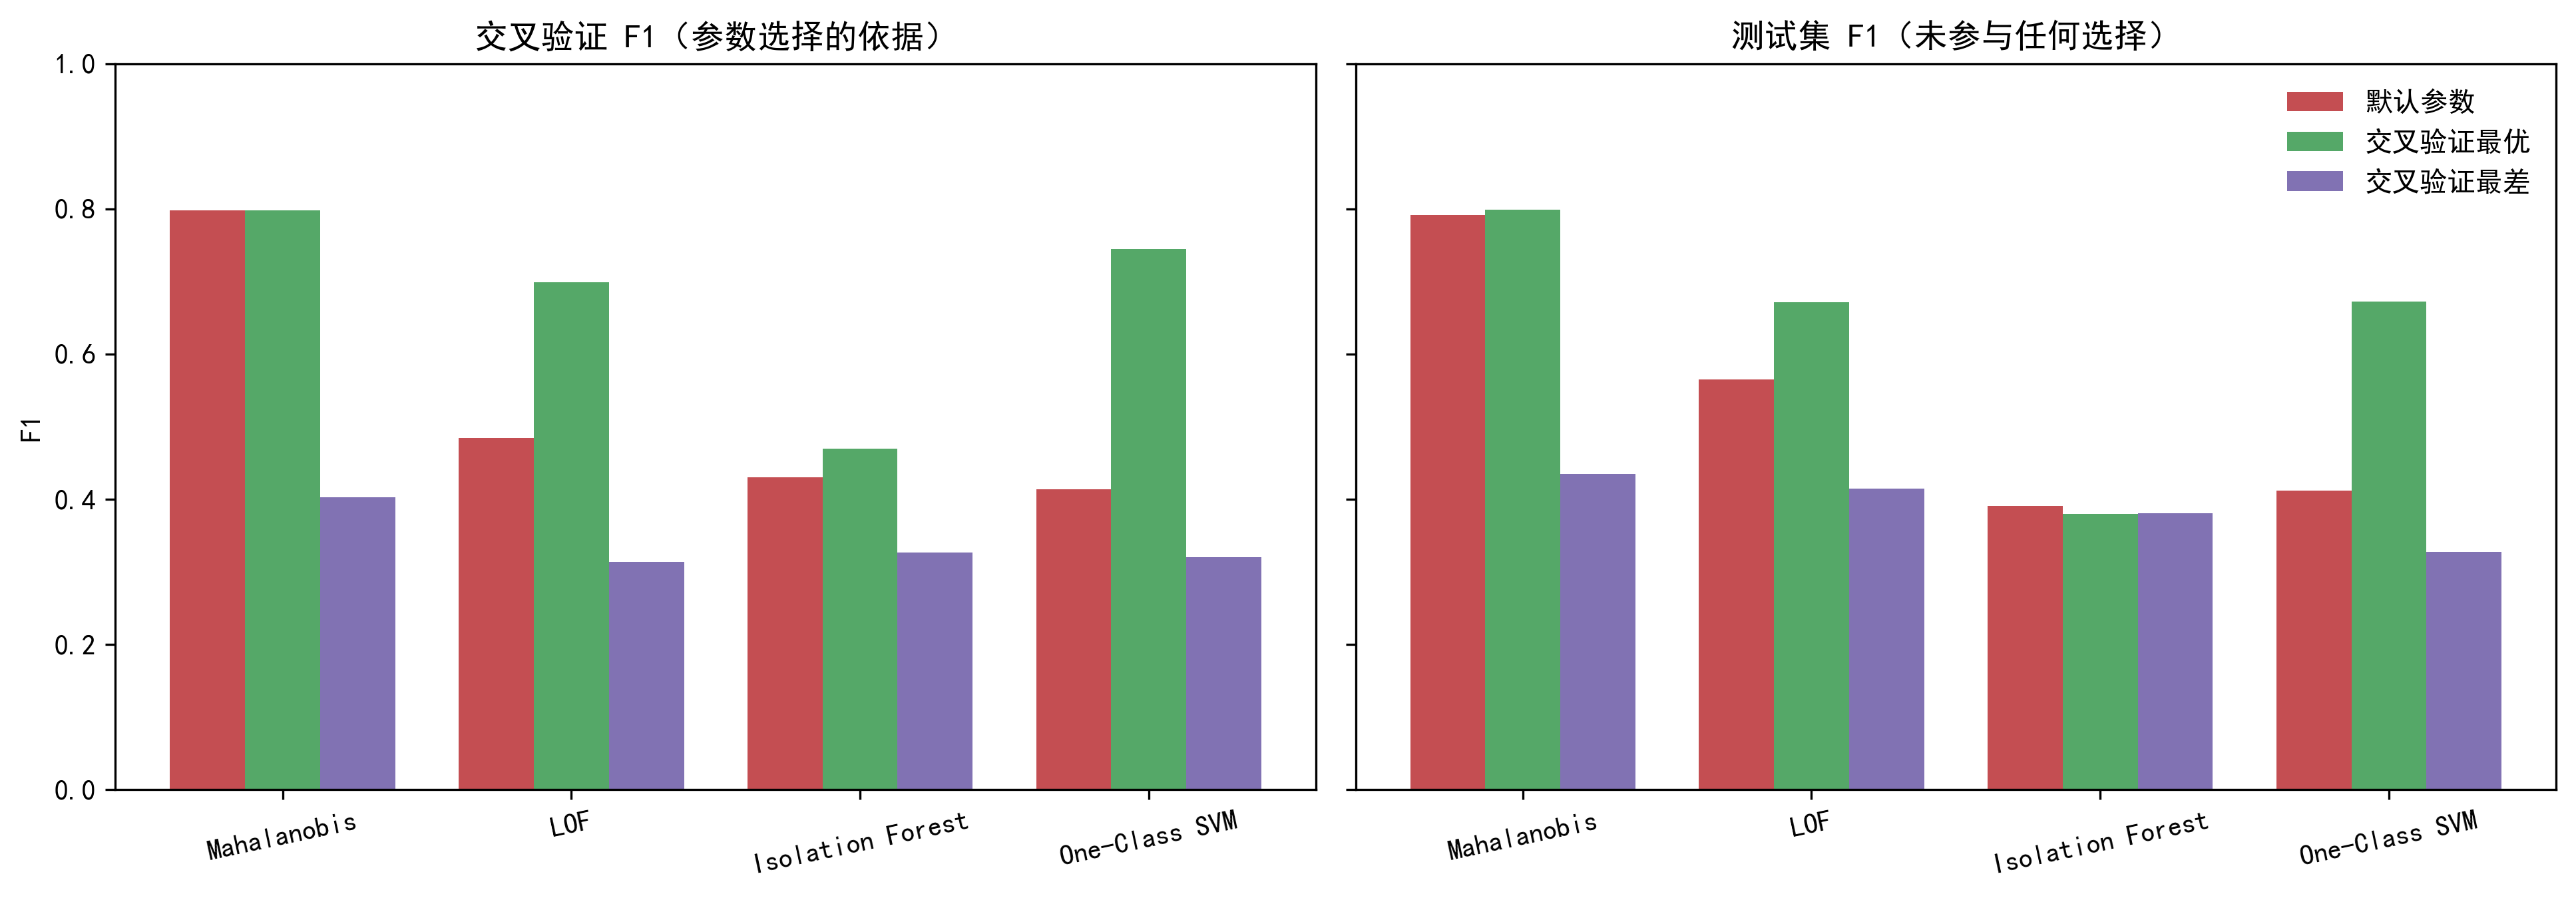 交叉验证 F1（参数选择的依据）
F1
1.0
0.8
0.6
0.4
0.2
0.0
Mahalanobis
LOF
Isolation Forest
One-Class SVM
测试集 F1（未参与任何选择）
默认参数
交叉验证最优
交叉验证最差
Mahalanobis
LOF
Isolation Forest
One-Class SVM